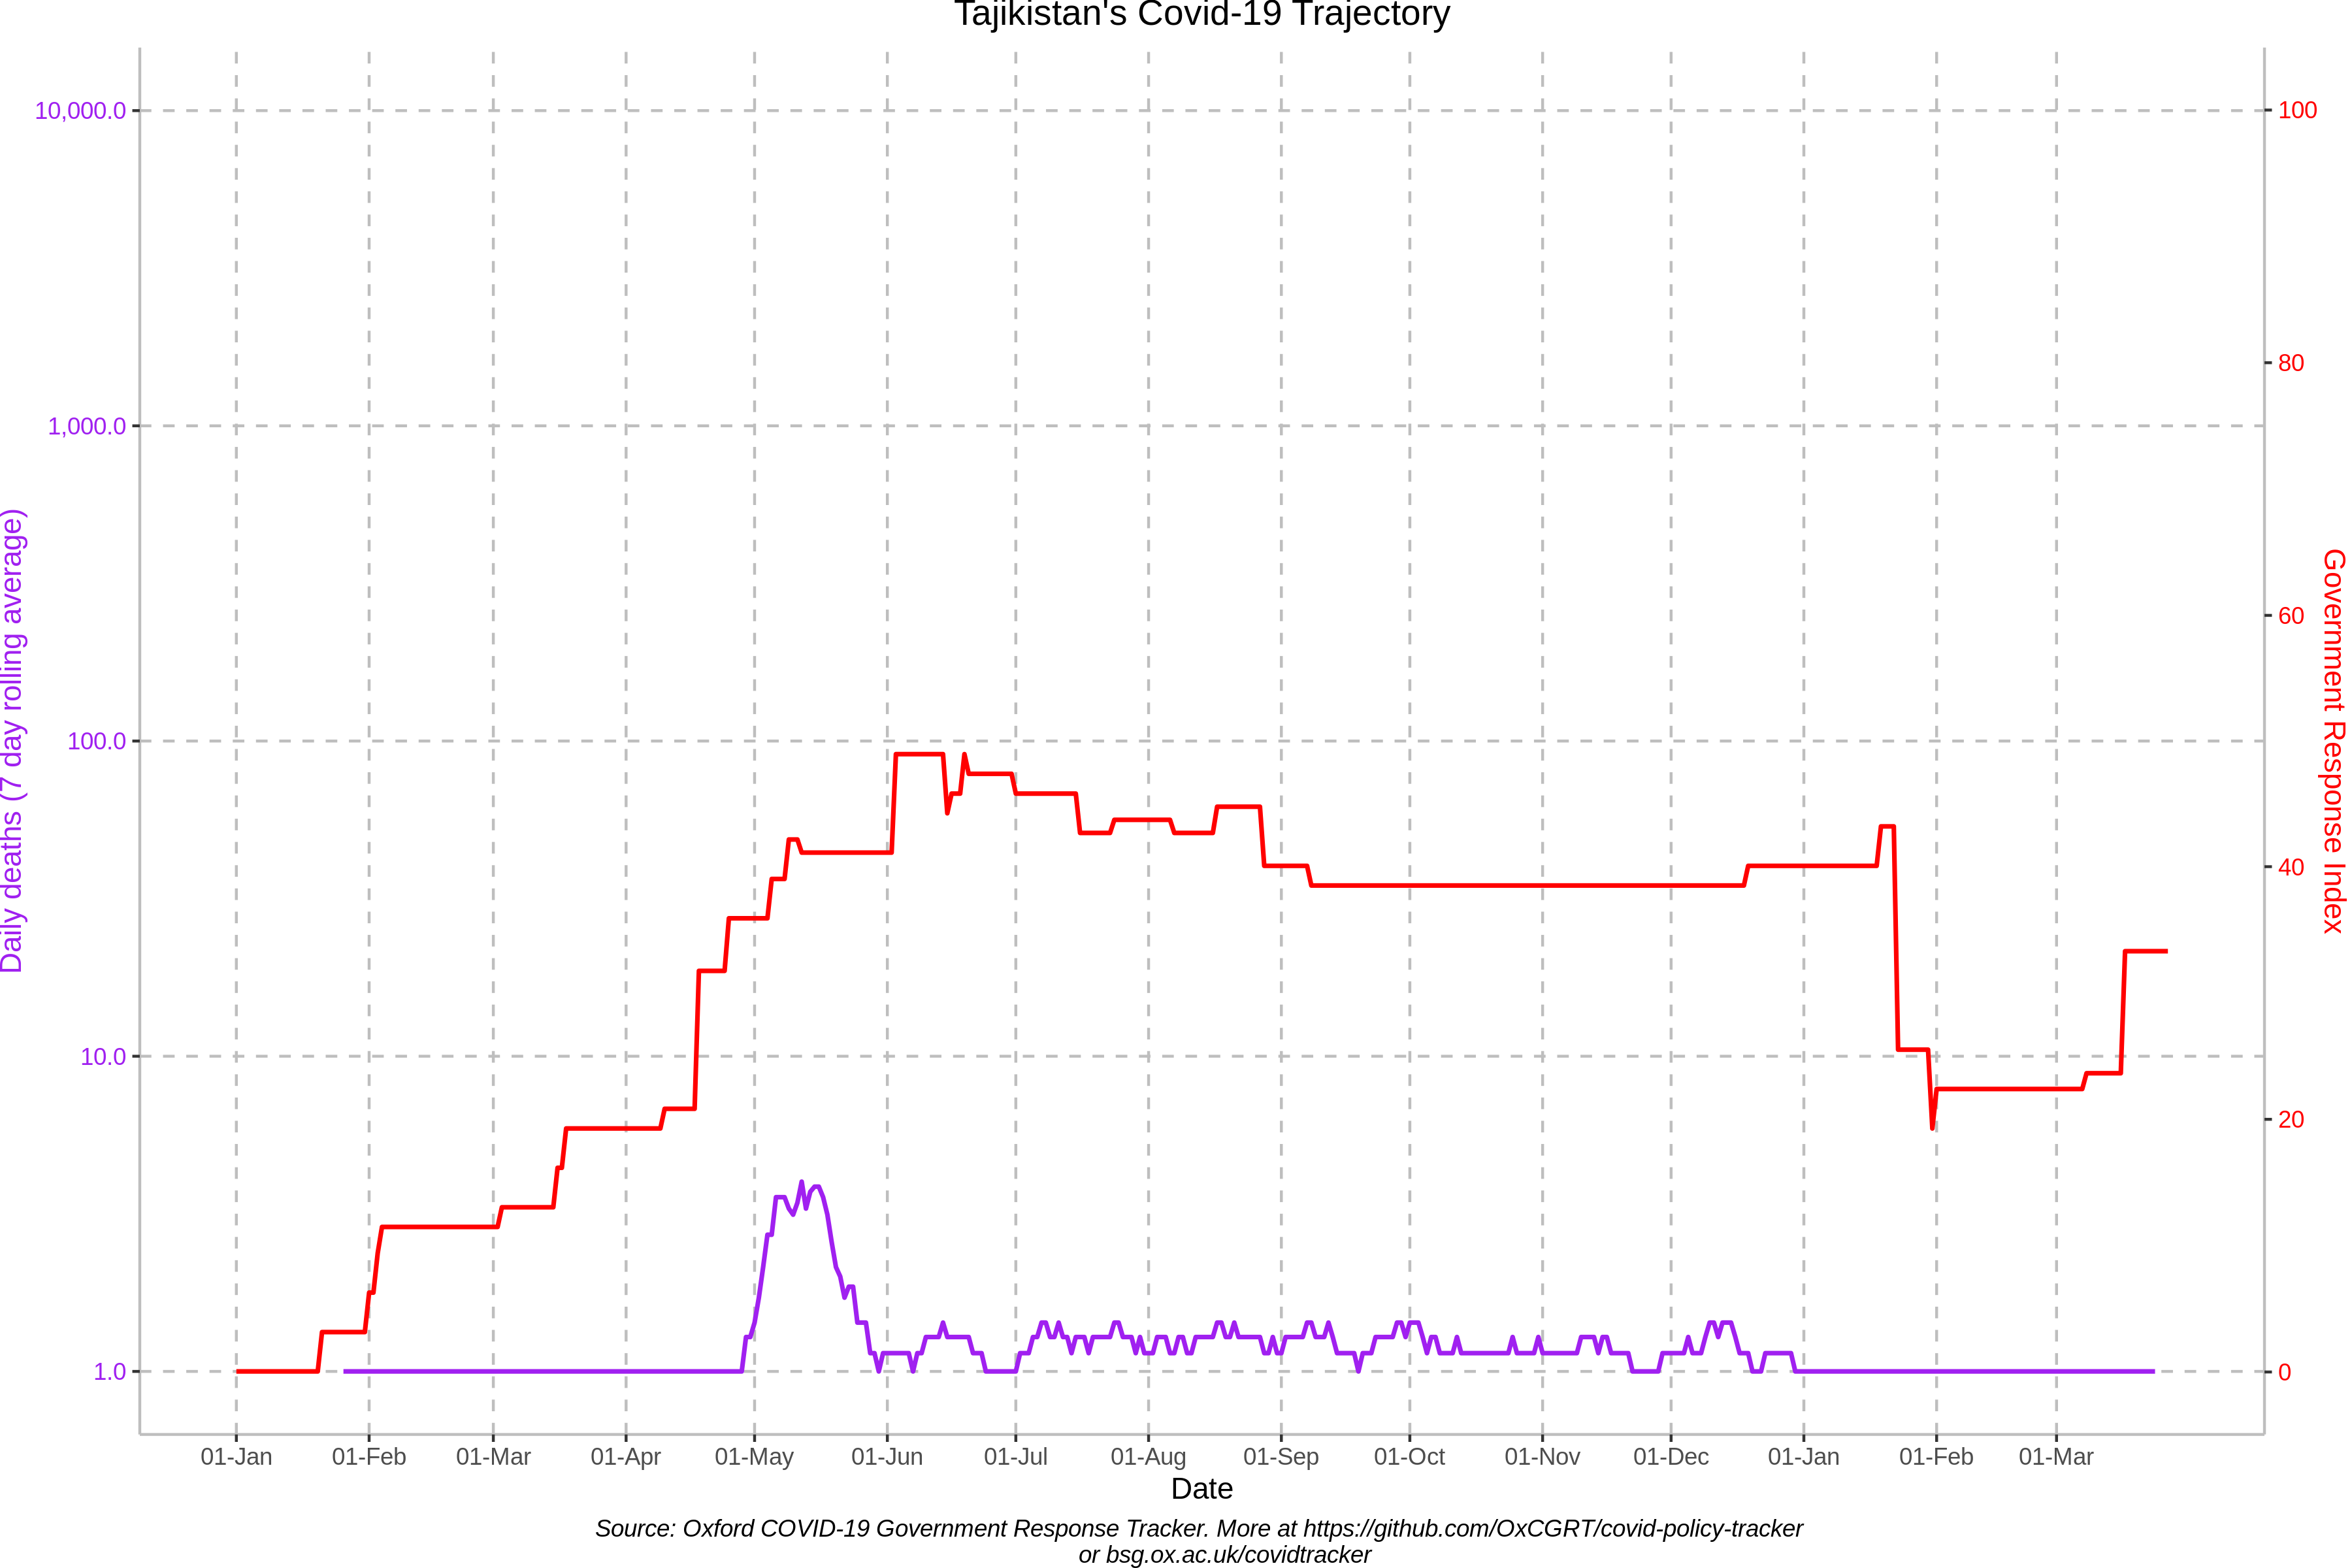 Tajikistan's Covid-19 Trajectory
10,000.0
1,000.0
100.0
10.0
1.0
Daily deaths (7 day rolling average)
100
80
60
40
20
0
Government Response Index
01-Jan 01-Feb 01-Mar 01-Apr 01-May 01-Jun 01-Jul 01-Aug 01-Sep 01-Oct 01-Nov 01-Dec 01-Jan 01-Feb 01-Mar
Date
Source: Oxford COVID-19 Government Response Tracker. More at https://github.com/OxCGRT/covid-policy-tracker
or bsg.ox.ac.uk/covidtracker